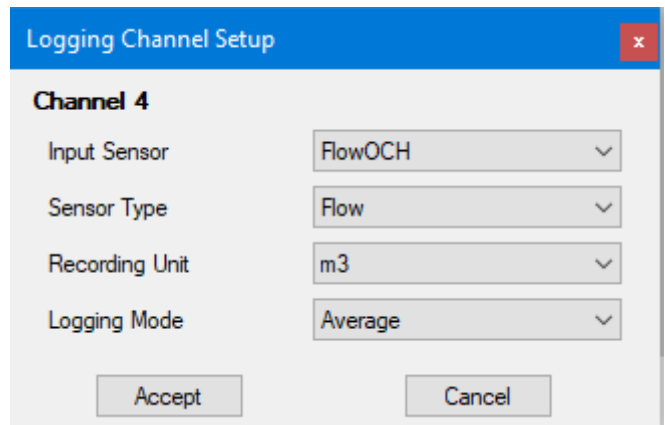 Logging Channel Setup x
Channel 4
Input Sensor FlowOCH
Sensor Type Flow
Recording Unit m3
Logging Mode Average
Accept Cancel